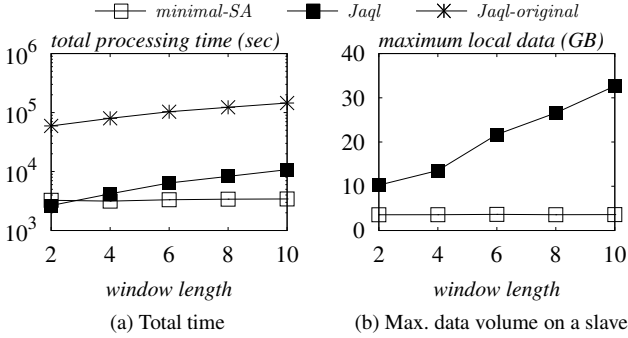 minimal-SA Jaql Jaql-original
total processing time (sec) maximum local data (GB)
10^6
10^5
10^4
10^3
2 4 6 8 10
window length
(a) Total time
40
30
20
10
0
2 4 6 8 10
window length
(b) Max. data volume on a slave